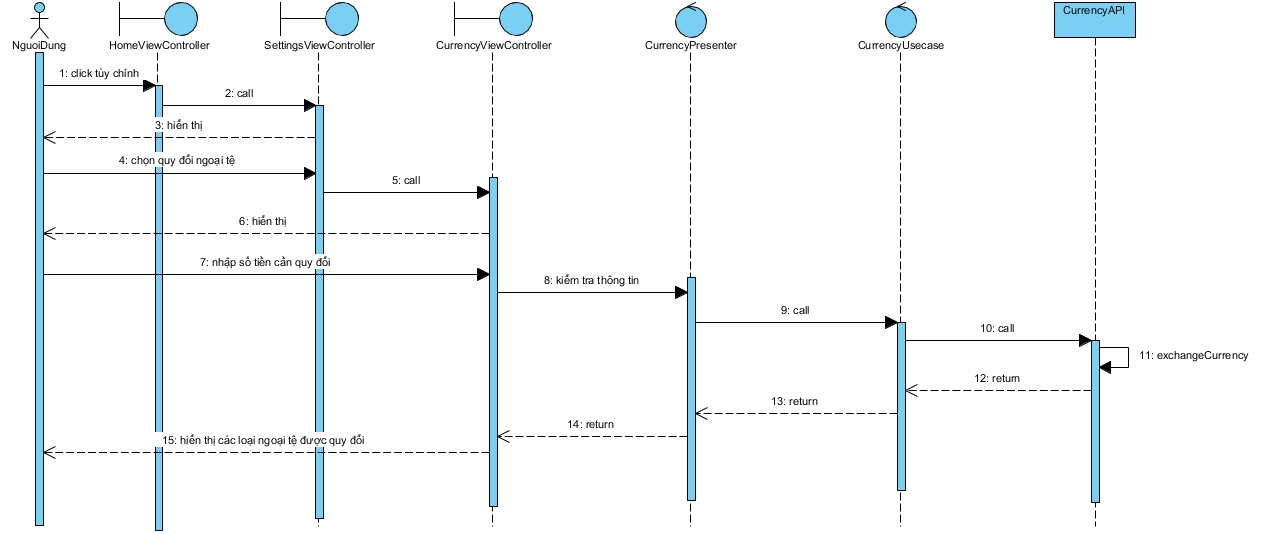 NguoiDung
HomeViewController
SettingsViewController
CurrencyViewController
CurrencyPresenter
CurrencyUsecase
CurrencyAPI
1: click tùy chỉnh
2: call
3: hiển thị
4: chọn quy đổi ngoại tệ
5: call
6: hiển thị
7: nhập số tiền cần quy đổi
8: kiểm tra thông tin
9: call
10: call
11: exchangeCurrency
12: return
13: return
14: return
15: hiển thị các loại ngoại tệ được quy đổi